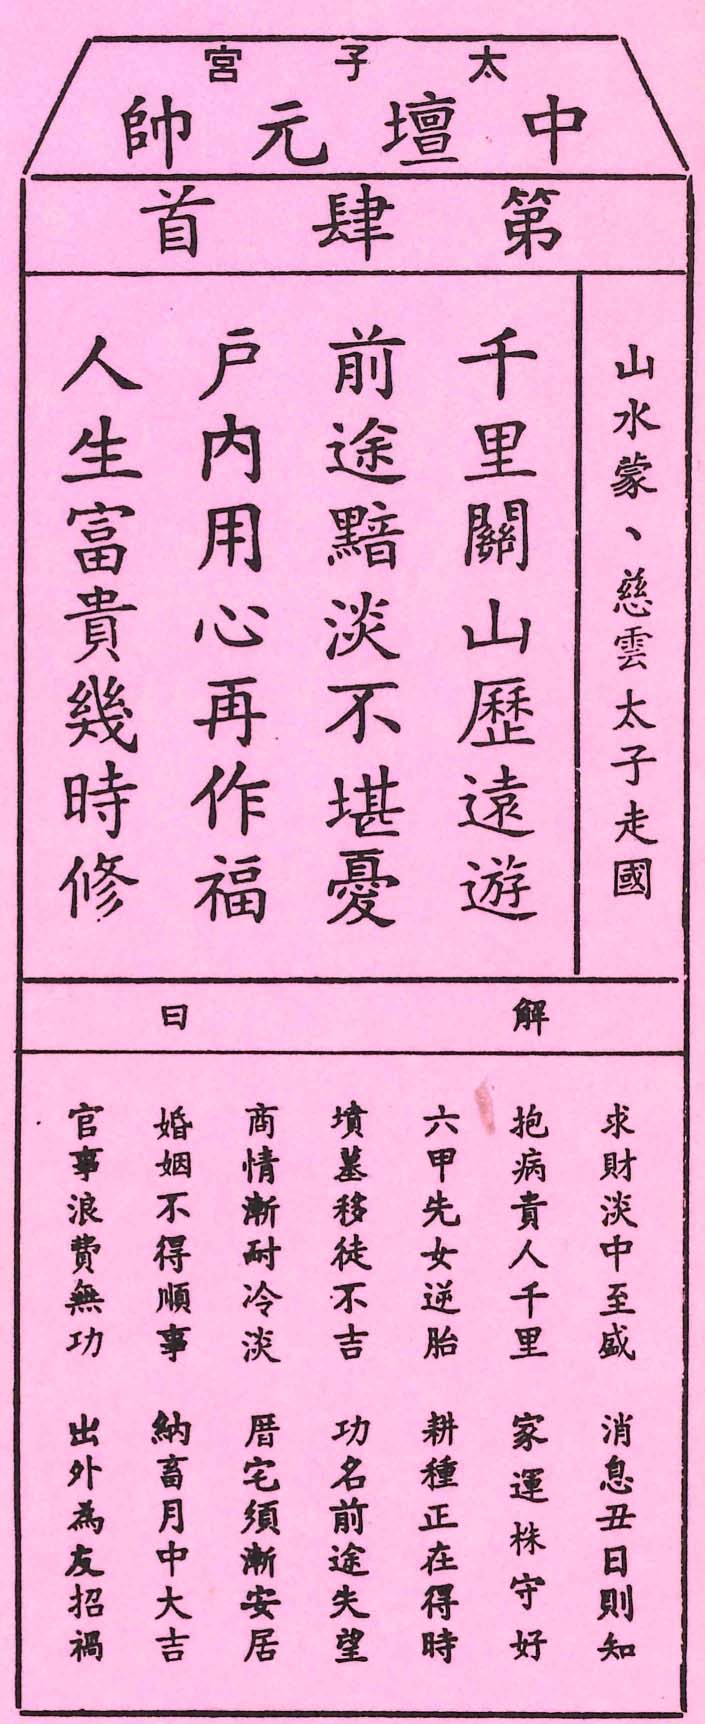 太子宮
中壇元帥
第肆首
山水蒙、慈雲太子走國
千里關山歷遠遊
前途黯淡不堪憂
戶內用心再作福
人生富貴幾時修
解曰
求財淡中至盛 消息丑日則知
抱病貴人千里 家運株守好
六甲先女逆胎 耕種正在得時
墳墓移徒不吉 功名前途失望
商情漸耐冷淡 厝宅須漸安居
婚姻不得順事 納畜月中大吉
官事浪費無功 出外為友招禍